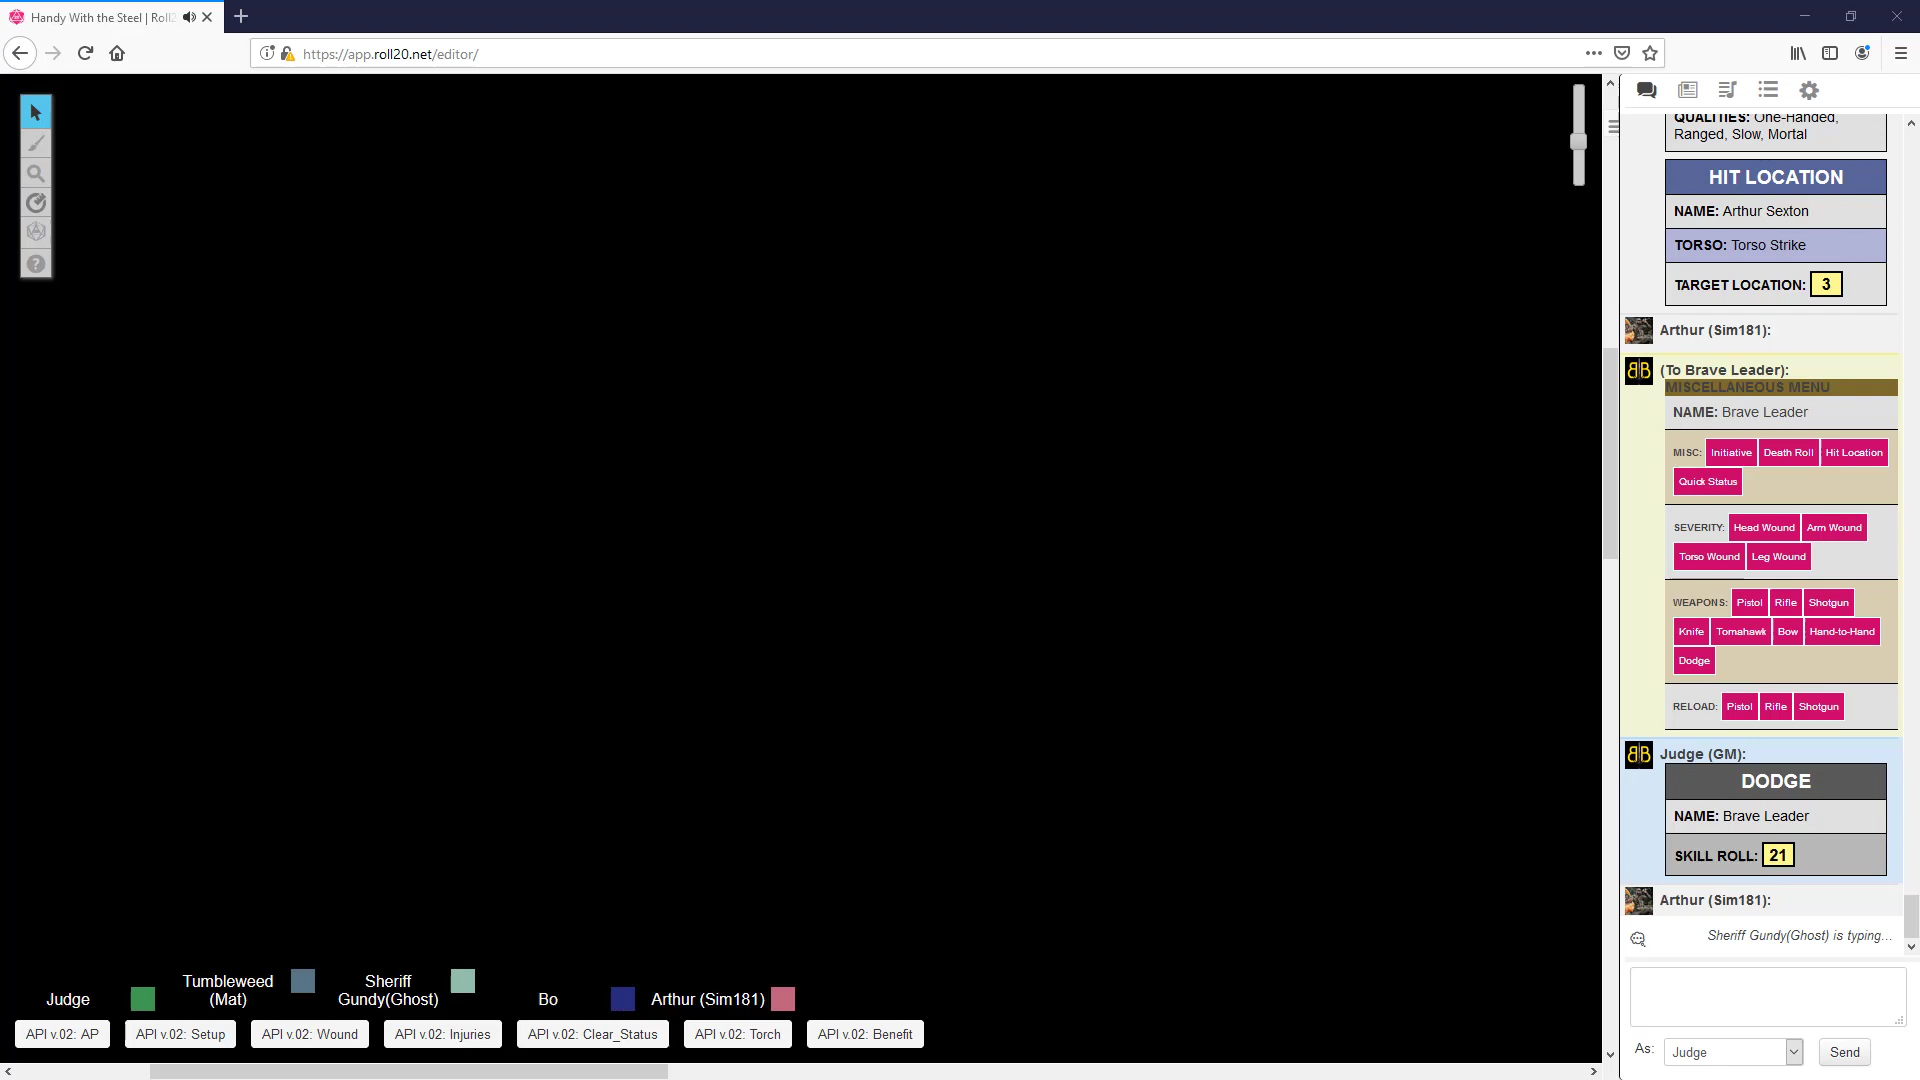 Handy With the Steel | Roll2
https://app.roll20.net/editor/
QUALITIES: One-Handed,
Ranged, Slow, Mortal
HIT LOCATION
NAME: Arthur Sexton
TORSO: Torso Strike
TARGET LOCATION: 3
Arthur (Sim181):
(To Brave Leader):
MISCELLANEOUS MENU
NAME: Brave Leader
MISC: Initiative Death Roll Hit Location
Quick Status
SEVERITY: Head Wound Arm Wound
Torso Wound Leg Wound
WEAPONS: Pistol Rifle Shotgun
Knife Tomahawk Bow Hand-to-Hand
Dodge
RELOAD: Pistol Rifle Shotgun
Judge (GM):
DODGE
NAME: Brave Leader
SKILL ROLL: 21
Arthur (Sim181):
Sheriff Gundy(Ghost) is typing...
As: Judge Send
Judge
Tumbleweed
(Mat)
Sheriff
Gundy(Ghost)
Bo
Arthur (Sim181)
API v.02: AP API v.02: Setup API v.02: Wound API v.02: Injuries API v.02: Clear_Status API v.02: Torch API v.02: Benefit